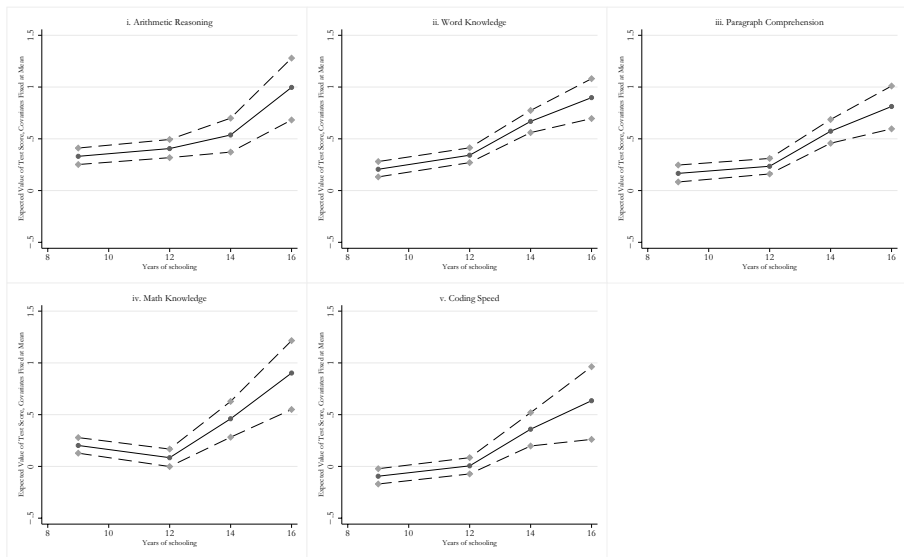 i. Arithmetic Reasoning
Expected Value of Test Score, Covariates Fixed at Mean
1.5
1
.5
0
−.5
8 10 12 14 16
Years of schooling
ii. Word Knowledge
Expected Value of Test Score, Covariates Fixed at Mean
1.5
1
.5
0
−.5
8 10 12 14 16
Years of schooling
iii. Paragraph Comprehension
Expected Value of Test Score, Covariates Fixed at Mean
1.5
1
.5
0
−.5
8 10 12 14 16
Years of schooling
iv. Math Knowledge
Expected Value of Test Score, Covariates Fixed at Mean
1.5
1
.5
0
−.5
8 10 12 14 16
Years of schooling
v. Coding Speed
Expected Value of Test Score, Covariates Fixed at Mean
1.5
1
.5
0
−.5
8 10 12 14 16
Years of schooling